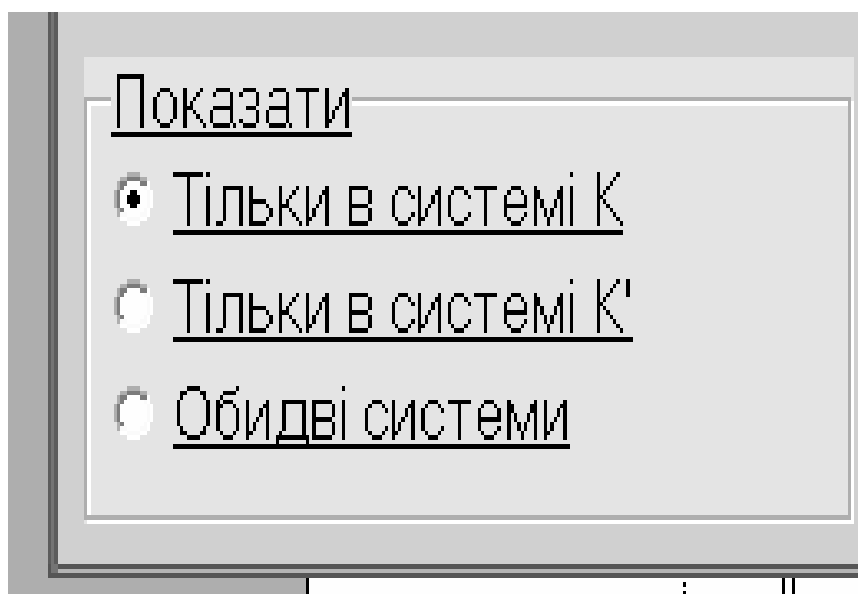 Показати
Тільки в системі К
Тільки в системі К'
Обидві системи